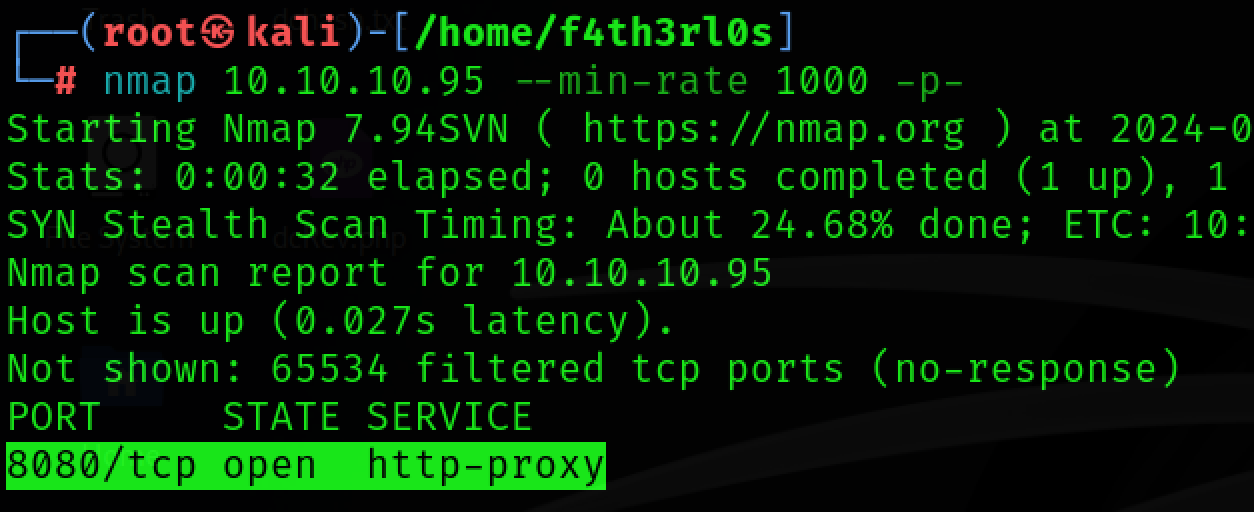 ┌──(root㉿kali)-[/home/f4th3rl0s]
└─# nmap 10.10.10.95 --min-rate 1000 -p-
Starting Nmap 7.94SVN ( https://nmap.org ) at 2024-0
Stats: 0:00:32 elapsed; 0 hosts completed (1 up), 1
SYN Stealth Scan Timing: About 24.68% done; ETC: 10:
Nmap scan report for 10.10.10.95
Host is up (0.027s latency).
Not shown: 65534 filtered tcp ports (no-response)
PORT     STATE SERVICE
8080/tcp open  http-proxy